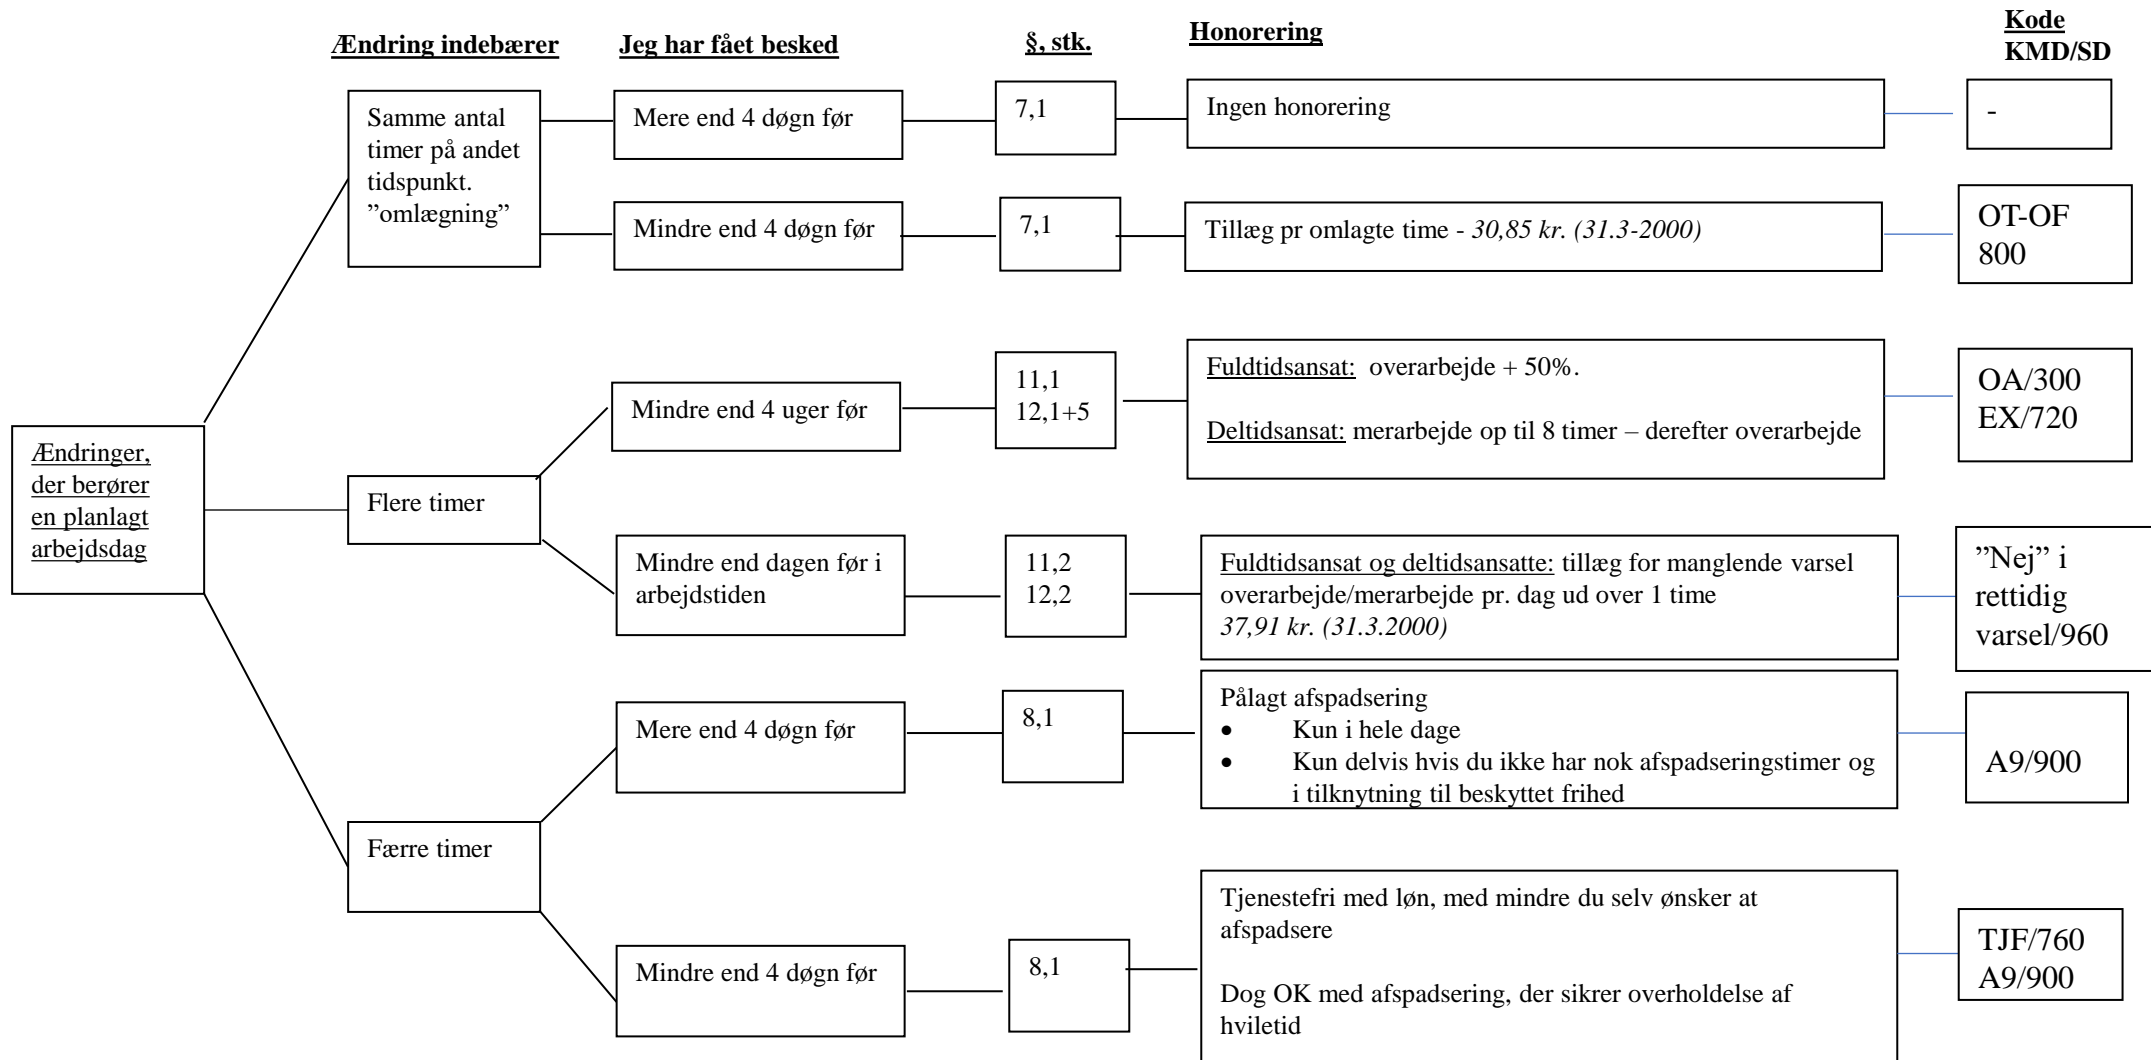 Ændring indebærer
Jeg har fået besked
§, stk.
Honorering
Kode
KMD/SD
Ændringer,
der berører
en planlagt
arbejdsdag
Samme antal
timer på andet
tidspunkt.
”omlægning”
Mere end 4 døgn før
7,1
Ingen honorering
-
Mindre end 4 døgn før
7,1
Tillæg pr omlagte time - 30,85 kr. (31.3-2000)
OT-OF
800
Flere timer
Mindre end 4 uger før
11,1
12,1+5
Fuldtidsansat: overarbejde + 50%.
Deltidsansat: merarbejde op til 8 timer – derefter overarbejde
OA/300
EX/720
Mindre end dagen før i
arbejdstiden
11,2
12,2
Fuldtidsansat og deltidsansatte: tillæg for manglende varsel
overarbejde/merarbejde pr. dag ud over 1 time
37,91 kr. (31.3.2000)
”Nej” i
rettidig
varsel/960
Færre timer
Mere end 4 døgn før
8,1
Pålagt afspadsering
• Kun i hele dage
• Kun delvis hvis du ikke har nok afspadseringstimer og
i tilknytning til beskyttet frihed
A9/900
Mindre end 4 døgn før
8,1
Tjenestefri med løn, med mindre du selv ønsker at
afspadsere
Dog OK med afspadsering, der sikrer overholdelse af
hviletid
TJF/760
A9/900